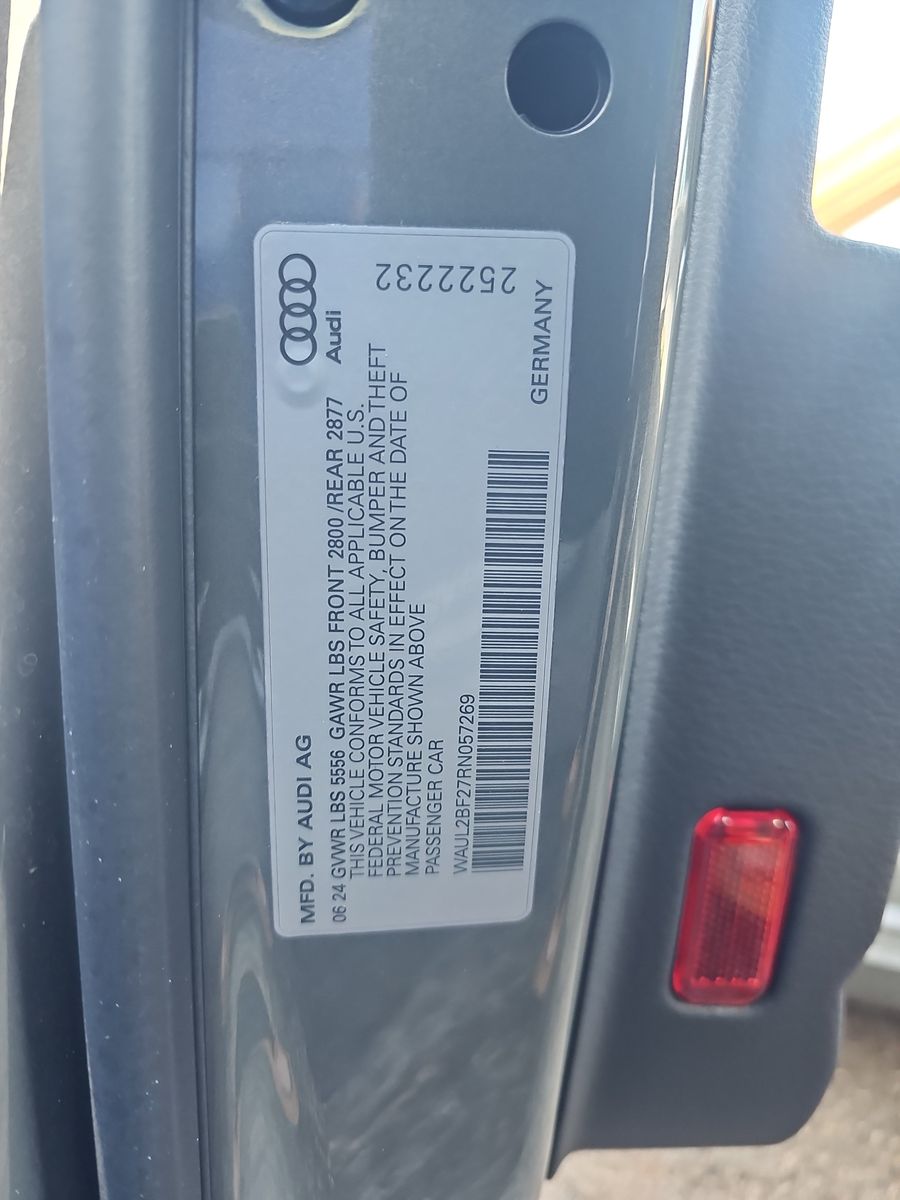 MFD. BY AUDI AG
Audi
06 24 GVWR LBS 5556 GAWR LBS FRONT 2800 /REAR 2877
THIS VEHICLE CONFORMS TO ALL APPLICABLE U.S.
FEDERAL MOTOR VEHICLE SAFETY, BUMPER AND THEFT
PREVENTION STANDARDS IN EFFECT ON THE DATE OF
MANUFACTURE SHOWN ABOVE
PASSENGER CAR
WAUL2BF27RN057269
GERMANY
2522232